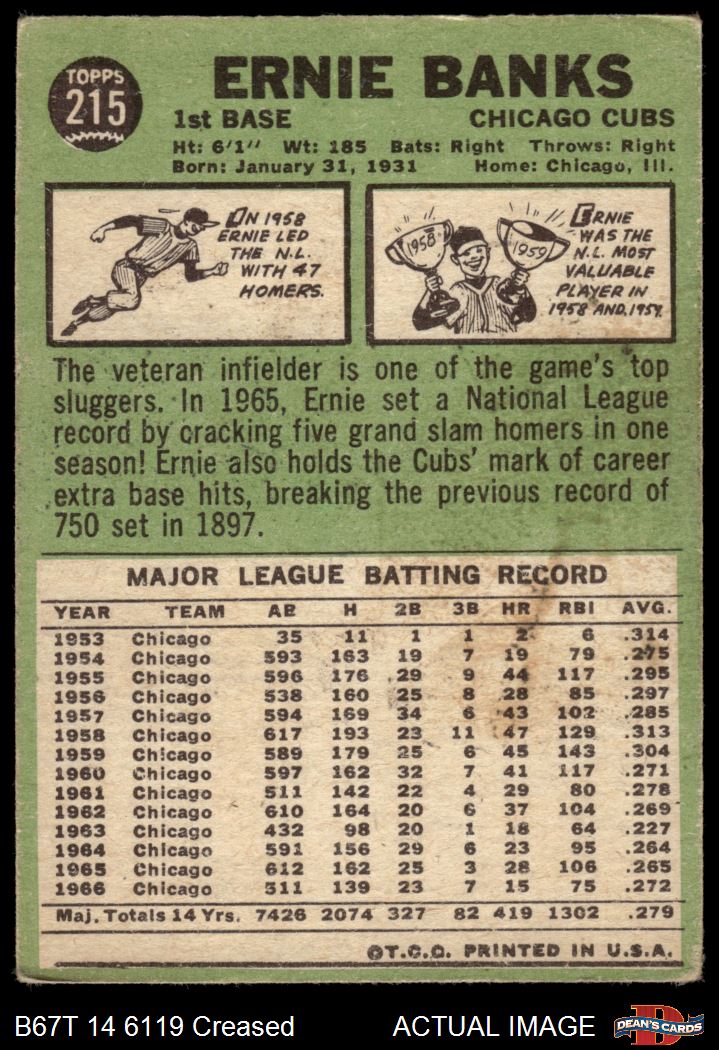 TOPPS
215
ERNIE BANKS
1st BASE CHICAGO CUBS
Ht: 6'1" Wt: 185 Bats: Right Throws: Right
Born: January 31, 1931 Home: Chicago, Ill.
IN 1958
ERNIE LED
THE N.L.
WITH 47
HOMERS.
1958
1959
ERNIE
WAS THE
N.L. MOST
VALUABLE
PLAYER IN
1958 AND 1959.
The veteran infielder is one of the game's top
sluggers. In 1965, Ernie set a National League
record by cracking five grand slam homers in one
season! Ernie also holds the Cubs' mark of career
extra base hits, breaking the previous record of
750 set in 1897.
MAJOR LEAGUE BATTING RECORD
YEAR TEAM AB H 2B 3B HR RBI AVG.
1953 Chicago 35 11 1 1 2 6 .314
1954 Chicago 593 163 19 7 19 79 .275
1955 Chicago 596 176 29 9 44 117 .295
1956 Chicago 538 160 25 8 28 85 .297
1957 Chicago 594 169 34 6 43 102 .285
1958 Chicago 617 193 23 11 47 129 .313
1959 Chicago 589 179 25 6 45 143 .304
1960 Chicago 597 162 32 7 41 117 .271
1961 Chicago 511 142 22 4 29 80 .278
1962 Chicago 610 164 20 6 37 104 .269
1963 Chicago 432 98 20 1 18 64 .227
1964 Chicago 591 156 29 6 23 95 .264
1965 Chicago 612 162 25 3 28 106 .265
1966 Chicago 511 139 23 7 15 75 .272
Maj. Totals 14 Yrs. 7426 2074 327 82 419 1302 .279
©T.C.G. PRINTED IN U.S.A.
B67T 14 6119 Creased ACTUAL IMAGE
D
DEAN'S CARDS